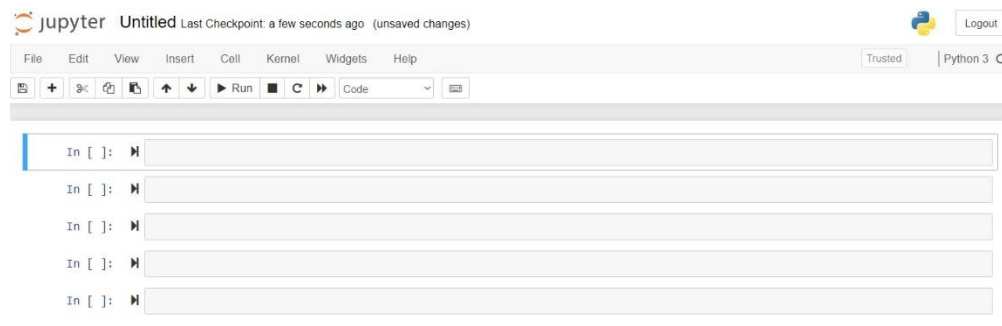 jupyter Untitled Last Checkpoint: a few seconds ago (unsaved changes) Logout
File Edit View Insert Cell Kernel Widgets Help Trusted Python 3
Run Code
In [ ]:
In [ ]:
In [ ]:
In [ ]:
In [ ]: